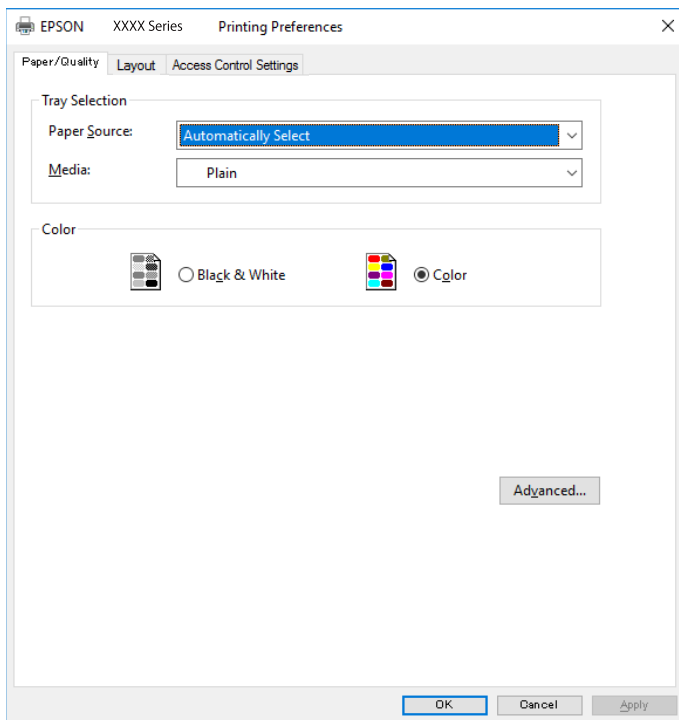 EPSON XXXX Series Printing Preferences
Paper/Quality Layout Access Control Settings
Tray Selection
Paper Source: Automatically Select
Media: Plain
Color
Black & White Color
Advanced...
OK Cancel Apply